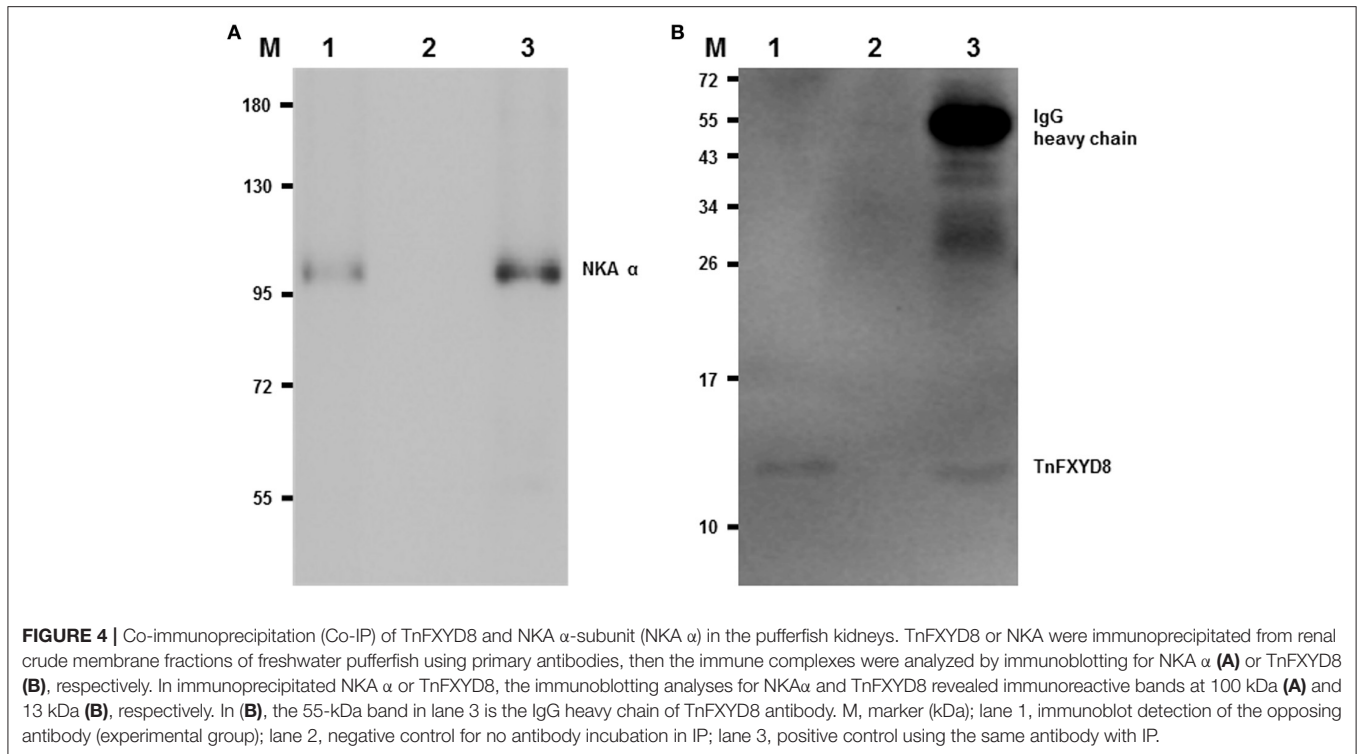 A
M 1 2 3
180
130
95
72
55
NKA α
B
M 1 2 3
72
55
43
34
26
17
10
IgG
heavy chain
TnFXYD8
FIGURE 4 | Co-immunoprecipitation (Co-IP) of TnFXYD8 and NKA α-subunit (NKA α) in the pufferfish kidneys. TnFXYD8 or NKA were immunoprecipitated from renal
crude membrane fractions of freshwater pufferfish using primary antibodies, then the immune complexes were analyzed by immunoblotting for NKA α (A) or TnFXYD8
(B), respectively. In immunoprecipitated NKA α or TnFXYD8, the immunoblotting analyses for NKAα and TnFXYD8 revealed immunoreactive bands at 100 kDa (A) and
13 kDa (B), respectively. In (B), the 55-kDa band in lane 3 is the IgG heavy chain of TnFXYD8 antibody. M, marker (kDa); lane 1, immunoblot detection of the opposing
antibody (experimental group); lane 2, negative control for no antibody incubation in IP; lane 3, positive control using the same antibody with IP.